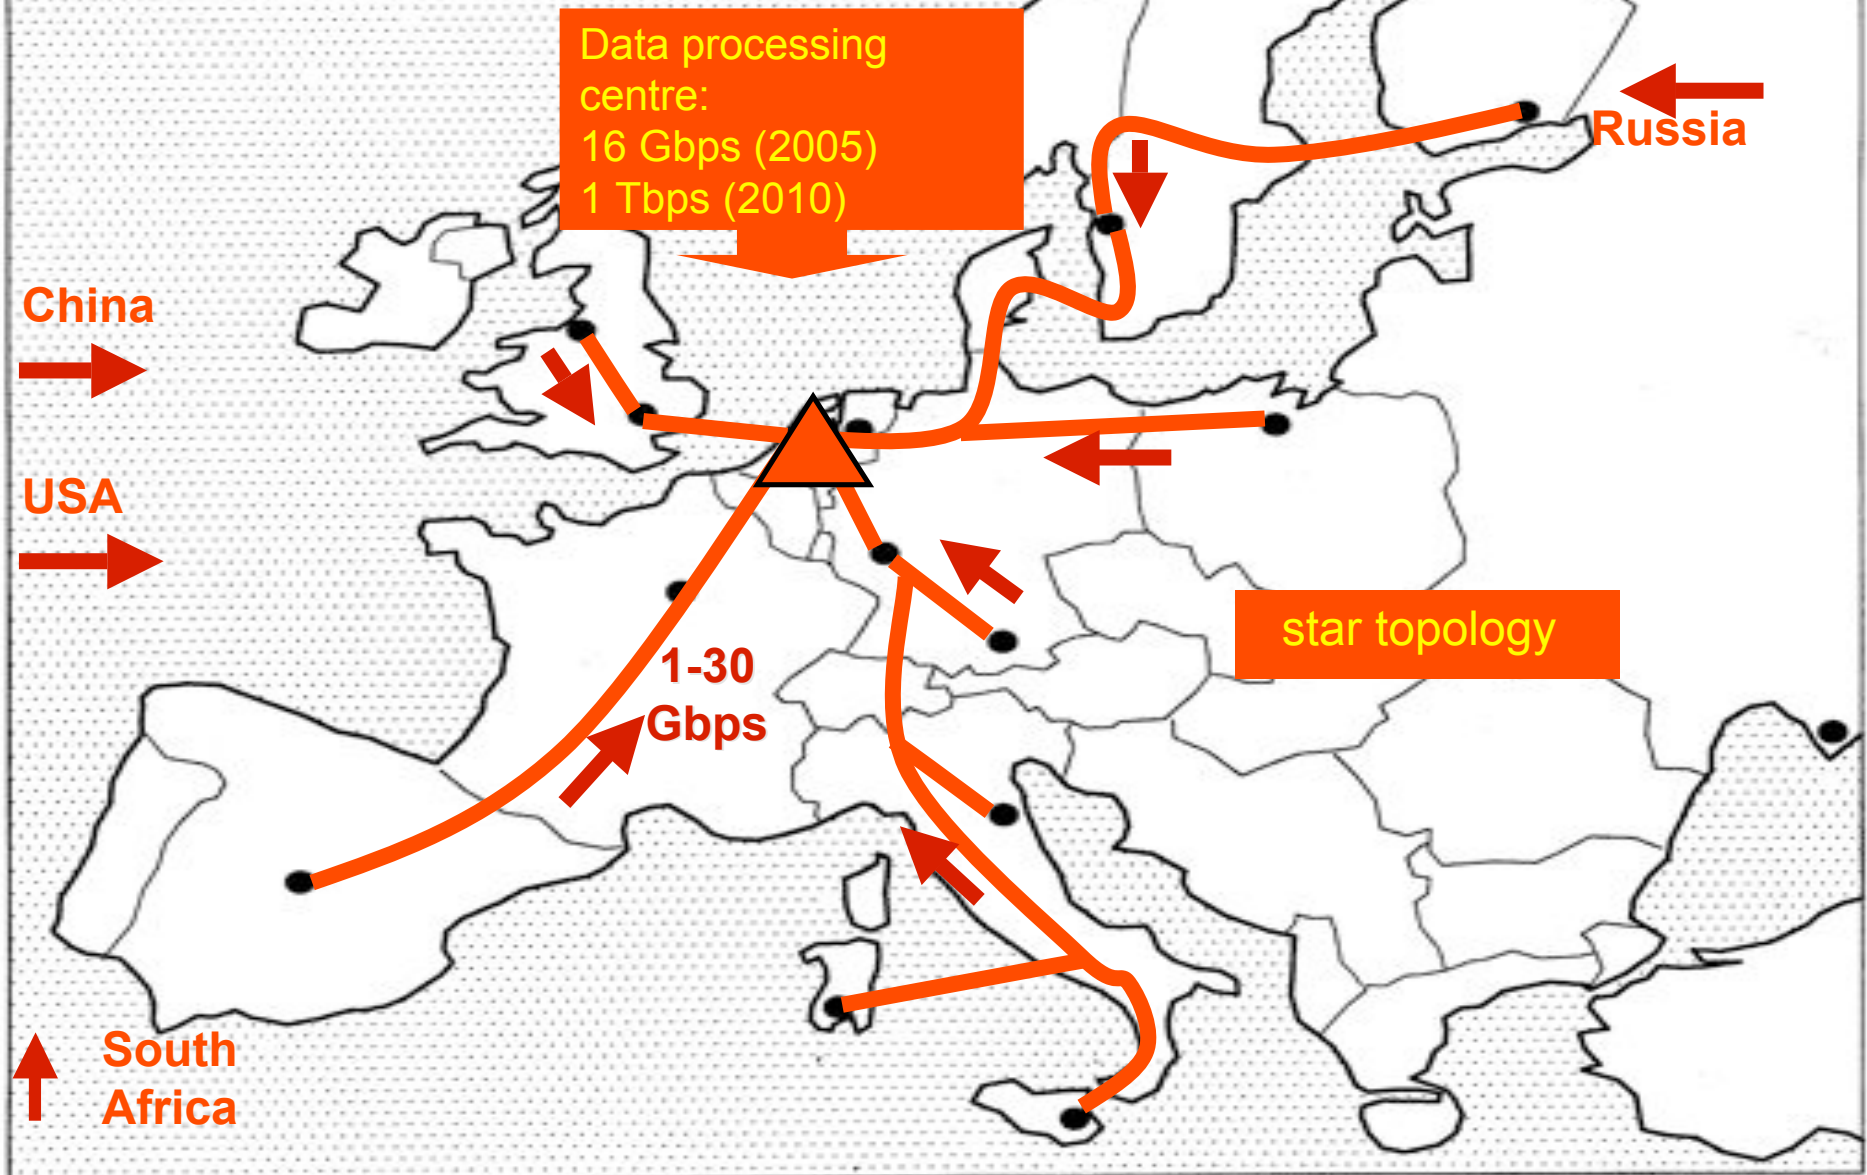 Data processing
centre:
16 Gbps (2005)
1 Tbps (2010)
Russia
China
USA
star topology
1-30
Gbps
South
Africa